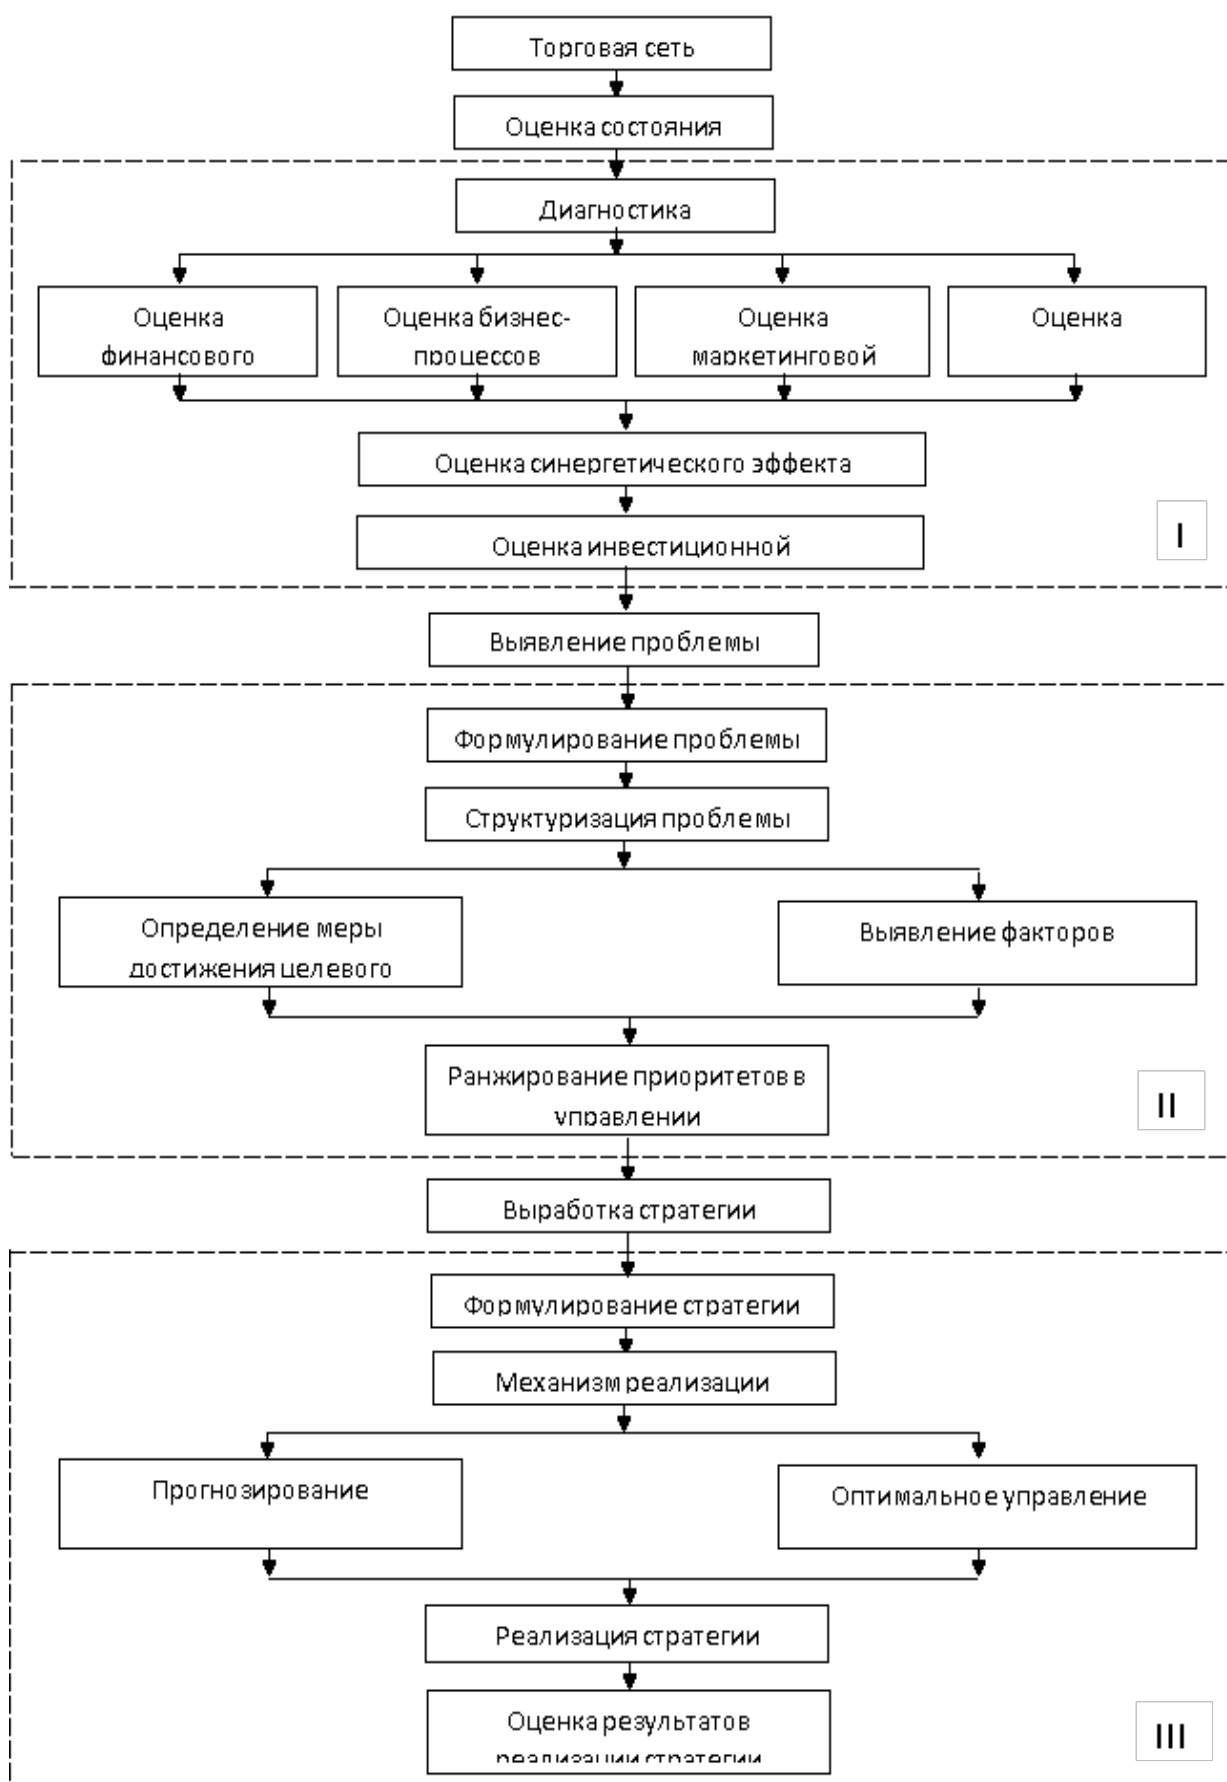 Торговая сеть
Оценка состояния
Диагностика
Оценка
финансового
Оценка бизнес-
процессов
Оценка
маркетинговой
Оценка
Оценка синергетического эффекта
Оценка инвестиционной
I
Выявление проблемы
Формулирование проблемы
Структуризация проблемы
Определение меры
достижения целевого
Выявление факторов
Ранжирование приоритетов в
управлении
II
Выработка стратегии
Формулирование стратегии
Механизм реализации
Прогнозирование
Оптимальное управление
Реализация стратегии
Оценка результатов
реализации стратегии
III